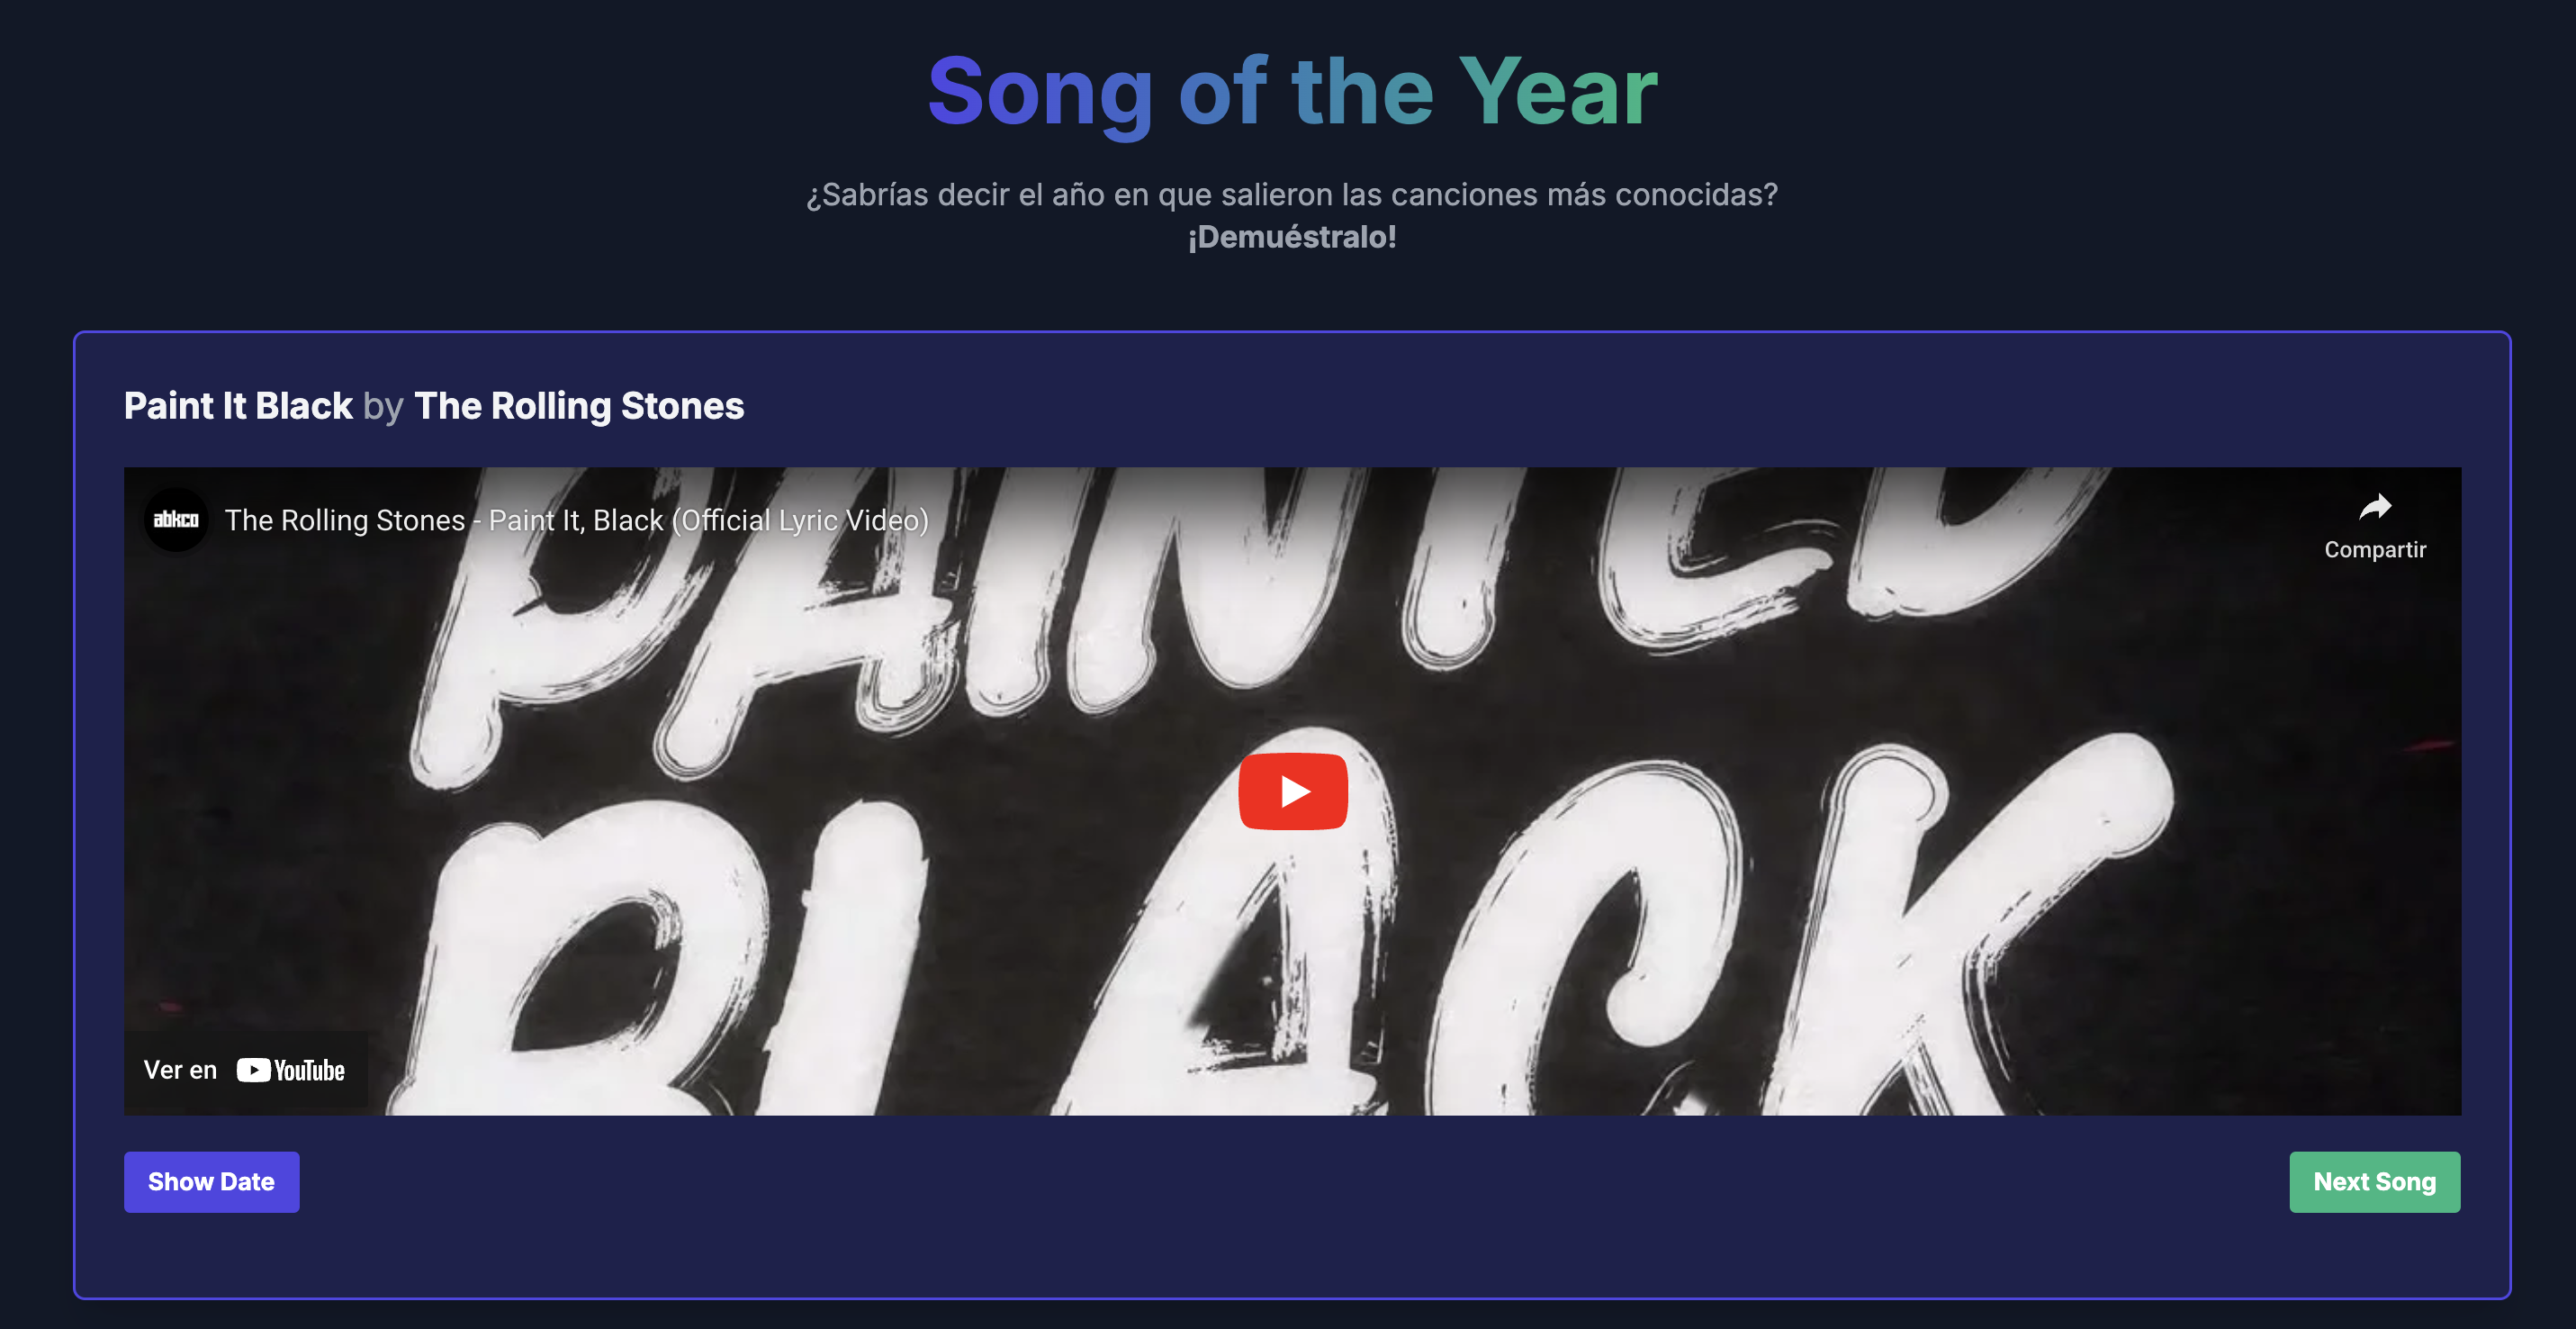 Song of the Year
¿Sabrías decir el año en que salieron las canciones más conocidas?
¡Demuéstralo!
Paint It Black by The Rolling Stones
abkco
The Rolling Stones - Paint It, Black (Official Lyric Video)
Compartir
PAINTED
BLACK
Ver en YouTube
Show Date
Next Song